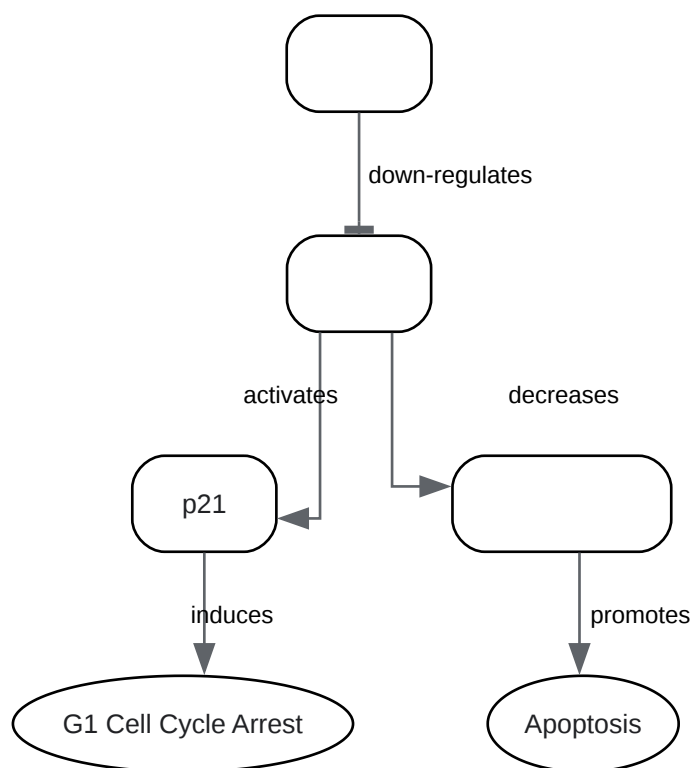 down-regulates
activates
decreases
p21
induces
promotes
G1 Cell Cycle Arrest
Apoptosis